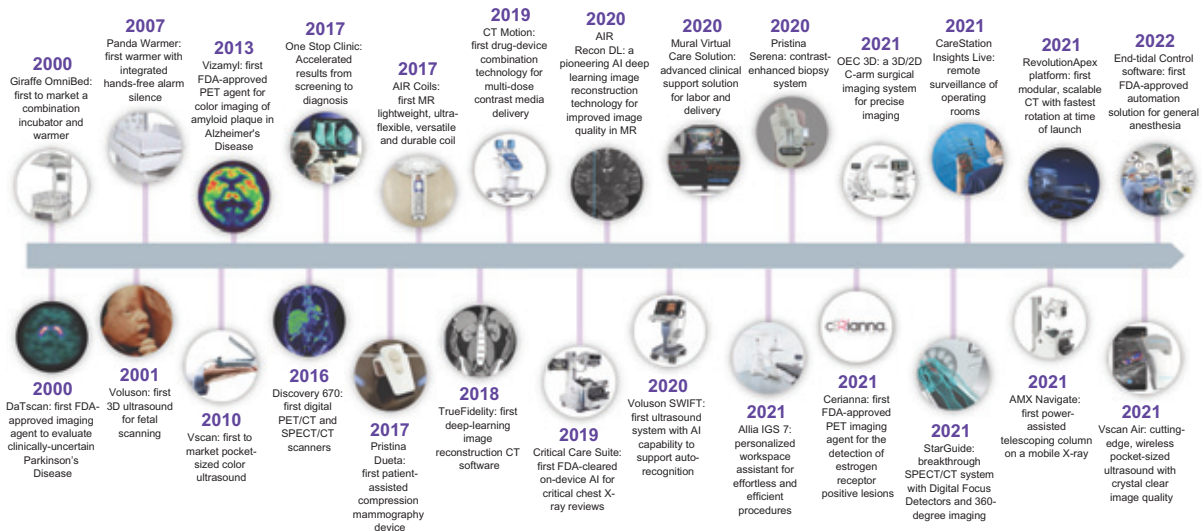 2000
Giraffe OmniBed:
first to market a
combination
incubator and
warmer
2007
Panda Warmer:
first warmer with
integrated
hands-free alarm
silence
2013
Vizamyl: first
FDA-approved
PET agent for
color imaging of
amyloid plaque in
Alzheimer's
Disease
2017
One Stop Clinic:
Accelerated
results from
screening to
diagnosis
2017
AIR Coils: first MR
lightweight, ultra-
flexible, versatile
and durable coil
2019
CT Motion:
first drug-device
combination
technology for
multi-dose
contrast media
delivery
2020
AIR
Recon DL: a
pioneering AI deep
learning image
reconstruction
technology for
improved image
quality in MR
2020
Mural Virtual
Care Solution:
advanced clinical
support solution
for labor and
delivery
2020
Pristina
Serena: contrast-
enhanced biopsy
system
2021
OEC 3D: a 3D/2D
C-arm surgical
imaging system
for precise
imaging
2021
CareStation
Insights Live:
remote
surveillance of
operating
rooms
2021
RevolutionApex
platform: first
modular, scalable
CT with fastest
rotation at time of
launch
2022
End-tidal Control
software: first
FDA-approved
automation
solution for general
anesthesia
2000
DaTscan: first FDA-
approved imaging
agent to evaluate
clinically-uncertain
Parkinson's
Disease
2001
Voluson: first
3D ultrasound
for fetal
scanning
2010
Vscan: first to
market pocket-
sized color
ultrasound
2016
Discovery 670:
first digital
PET/CT and
SPECT/CT
scanners
2017
Pristina
Dueta:
first patient-
assisted
compression
mammography
device
2018
TrueFidelity: first
deep-learning
image
reconstruction CT
software
2019
Critical Care Suite:
first FDA-cleared
on-device AI for
critical chest X-
ray reviews
2020
Voluson SWIFT:
first ultrasound
system with AI
capability to
support auto-
recognition
2021
Allia IGS 7:
personalized
workspace
assistant for
effortless and
efficient
procedures
cerianna
2021
Cerianna: first
FDA-approved
PET imaging
agent for the
detection of
estrogen
receptor
positive lesions
2021
StarGuide:
breakthrough
SPECT/CT system
with Digital Focus
Detectors and 360-
degree imaging
2021
AMX Navigate:
first power-
assisted
telescoping column
on a mobile X-ray
2021
Vscan Air: cutting-
edge, wireless
pocket-sized
ultrasound with
crystal clear
image quality